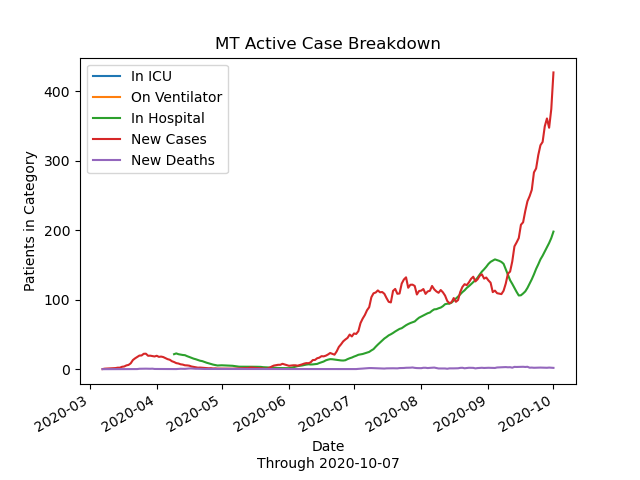 MT Active Case Breakdown
In ICU
On Ventilator
In Hospital
New Cases
New Deaths
Patients in Category
400
300
200
100
0
2020-03
2020-04
2020-05
2020-06
2020-07
2020-08
2020-09
2020-10
Date
Through 2020-10-07